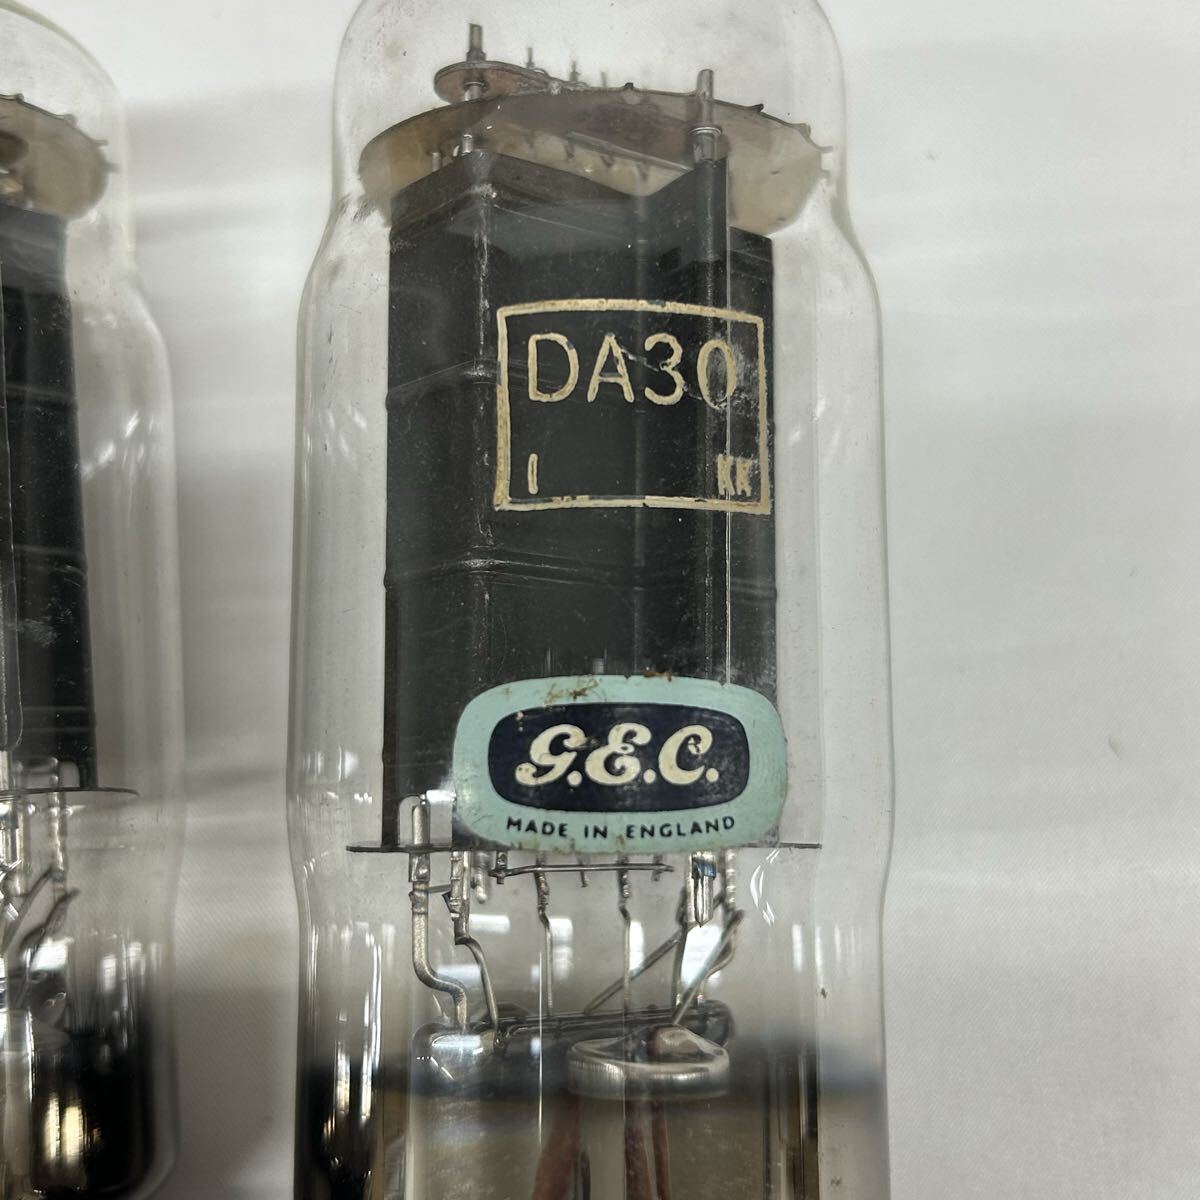 DA30
I KK
G.E.C.
MADE IN ENGLAND